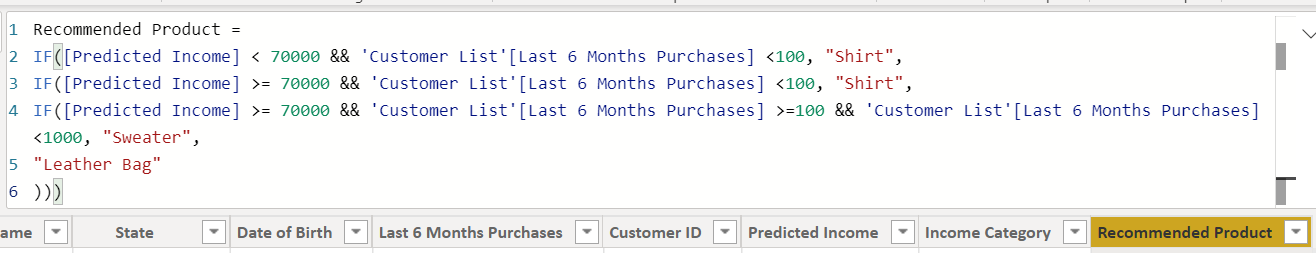 1 Recommended Product =
2 IF([Predicted Income] < 70000 && 'Customer List'[Last 6 Months Purchases] <100, "Shirt",
3 IF([Predicted Income] >= 70000 && 'Customer List'[Last 6 Months Purchases] <100, "Shirt",
4 IF([Predicted Income] >= 70000 && 'Customer List'[Last 6 Months Purchases] >=100 && 'Customer List'[Last 6 Months Purchases]
<1000, "Sweater",
5 "Leather Bag"
6 )))
ame State Date of Birth Last 6 Months Purchases Customer ID Predicted Income Income Category Recommended Product